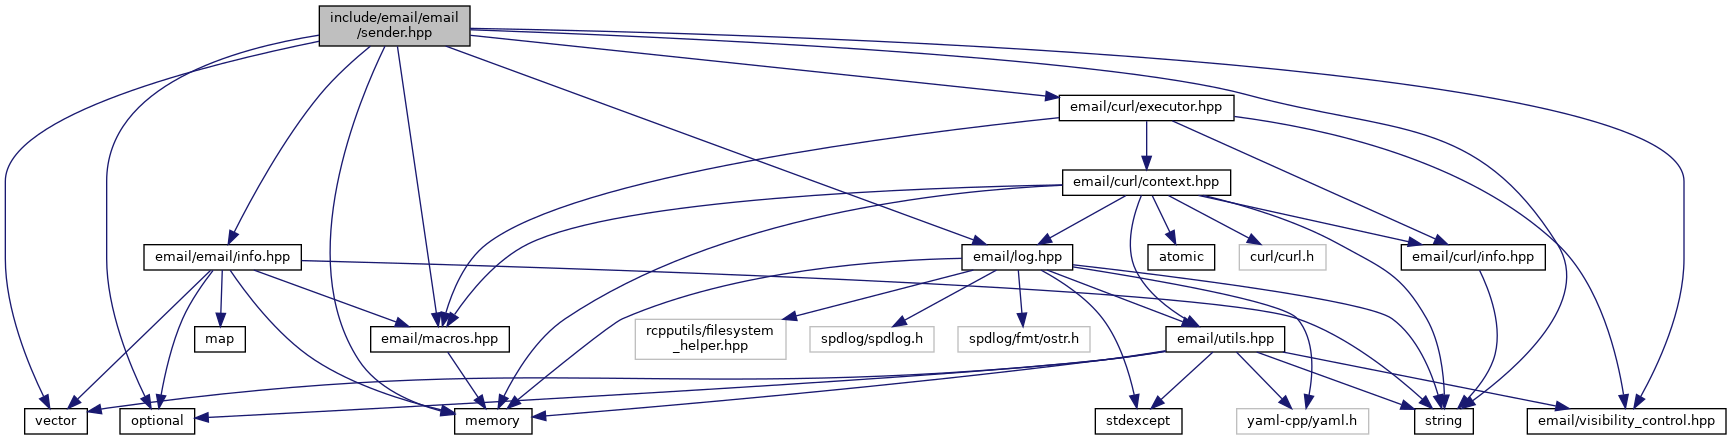 include/email/email
/sender.hpp
email/curl/executor.hpp
email/curl/context.hpp
email/email/info.hpp
email/log.hpp
atomic
curl/curl.h
email/curl/info.hpp
map
email/macros.hpp
rcpputils/filesystem
_helper.hpp
spdlog/spdlog.h
spdlog/fmt/ostr.h
email/utils.hpp
vector
optional
memory
stdexcept
yaml-cpp/yaml.h
string
email/visibility_control.hpp